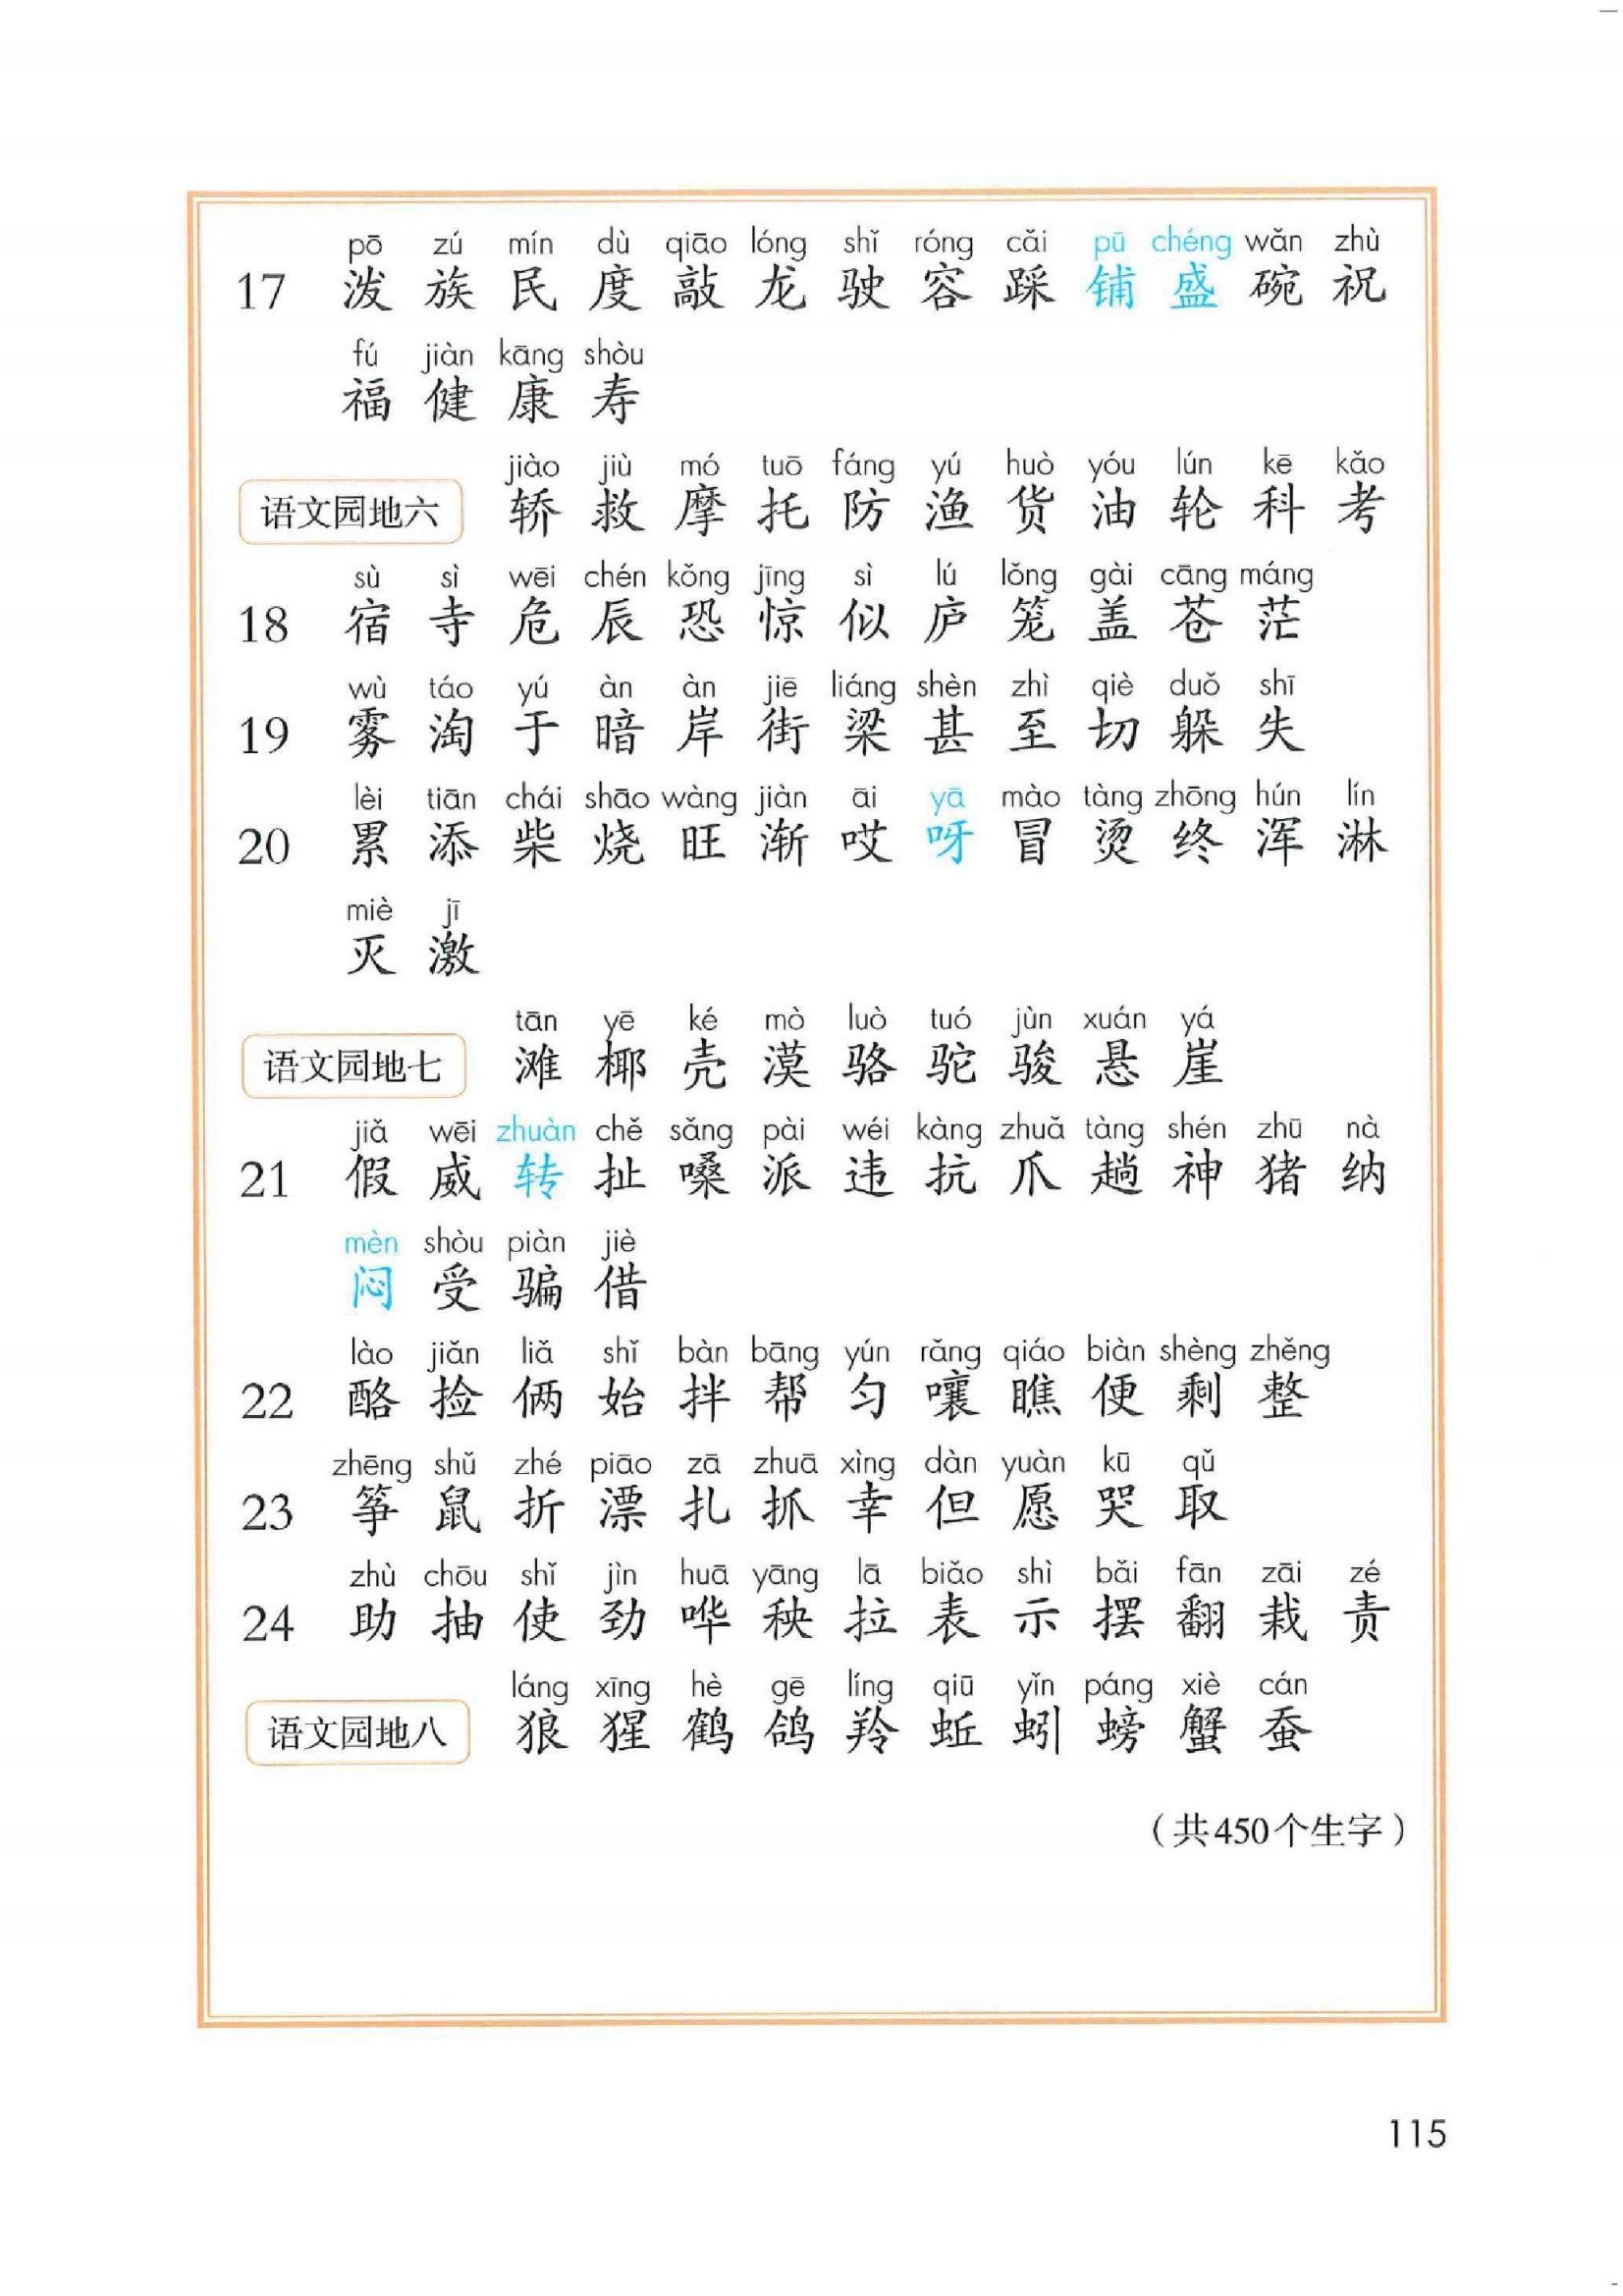 pō zú mín dù qiāo lóng shǐ róng cǎi pū chéng wǎn zhù
17 泼 族 民 度 敲 龙 驶 容 踩 铺 盛 碗 祝
fú jiàn kāng shòu
福 健 康 寿
jiào jiù mó tuō fáng yú huò yóu lún kē kǎo
语文园地六 轿 救 摩 托 防 渔 货 油 轮 科 考
sù sì wēi chén kǒng jīng sì lú lǒng gài cāng máng
18 宿 寺 危 辰 恐 惊 似 庐 笼 盖 苍 茫
wù táo yú àn àn jiē liáng shèn zhì qiè duǒ shī
19 雾 淘 于 暗 岸 街 梁 甚 至 切 躲 失
lèi tiān chái shāo wàng jiàn āi yā mào tàng zhōng hún lín
20 累 添 柴 烧 旺 渐 哎 呀 冒 烫 终 浑 淋
miè jī
灭 激
tān yē ké mò luò tuó jùn xuán yá
语文园地七 滩 椰 壳 漠 骆 驼 骏 悬 崖
jiǎ wēi zhuàn chě sǎng pài wéi kàng zhuǎ tàng shén zhū nà
21 假 威 转 扯 嗓 派 违 抗 爪 趟 神 猪 纳
mèn shòu piàn jiè
闷 受 骗 借
lào jiǎn liǎ shǐ bàn bāng yún rǎng qiáo biàn shèng zhěng
22 酪 捡 俩 始 拌 帮 匀 嚷 瞧 便 剩 整
zhēng shǔ zhé piāo zā zhuā xìng dàn yuàn kū qǔ
23 筝 鼠 折 漂 扎 抓 幸 但 愿 哭 取
zhù chōu shǐ jìn huā yāng lā biǎo shì bǎi fān zāi zé
24 助 抽 使 劲 哗 秧 拉 表 示 摆 翻 栽 责
láng xīng hè gē líng qiū yǐn páng xiè cán
语文园地八 狼 猩 鹤 鸽 羚 蚯 蚓 螃 蟹 蚕
（共450个生字）
115